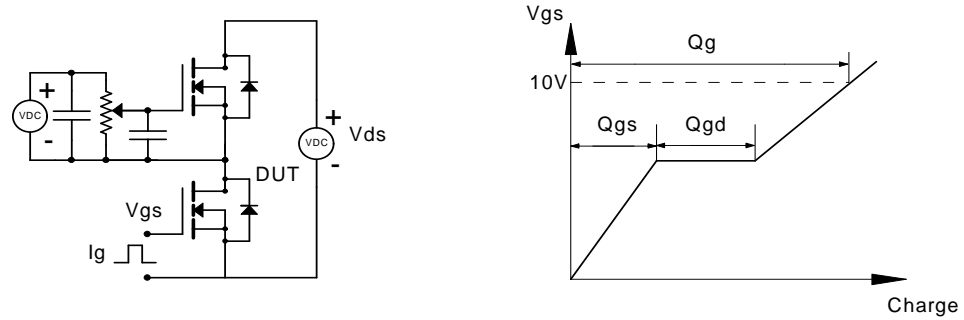 +
VDC
-
+
VDC
-
Vds
DUT
Vgs
Ig
Vgs
Qg
10V
Qgs
Qgd
Charge